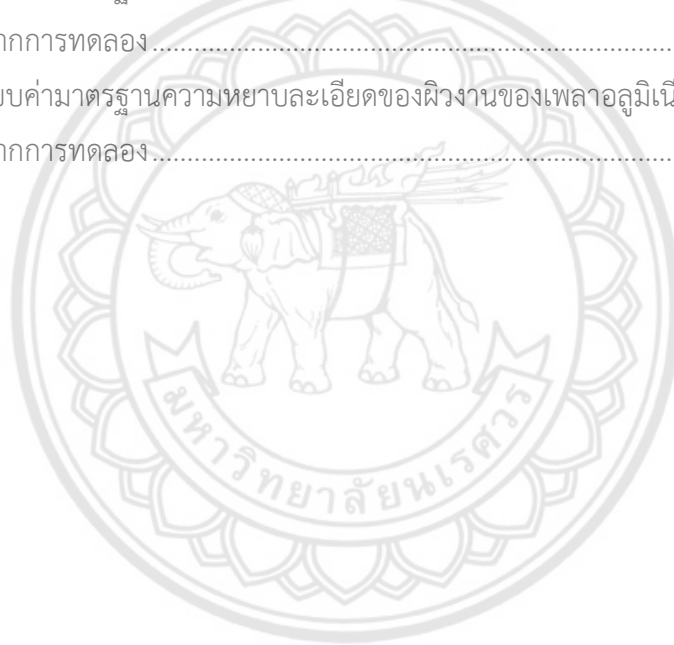 ากการทดลอง
ยบค่ามาตรฐานความหยาบละเอียดของผิวงานของเพลาอลูมิเนี
ากการทดลอง
มหาวิทยาลัยนเรศวร